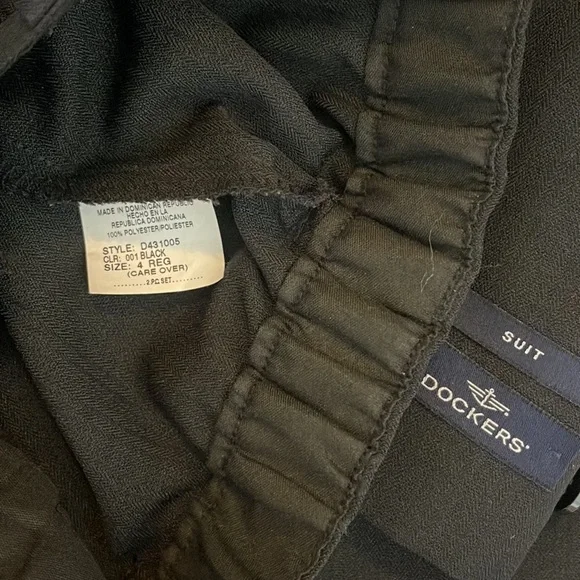 MADE IN DOMINICAN REPUBLIC
HECHO EN LA
REPUBLICA DOMINICANA
100% POLYESTER/POLIESTER
STYLE: D431005
CLR: 001 BLACK
SIZE: 4 REG
(CARE OVER)
.........2 PC SET.........
SUIT
DOCKERS®